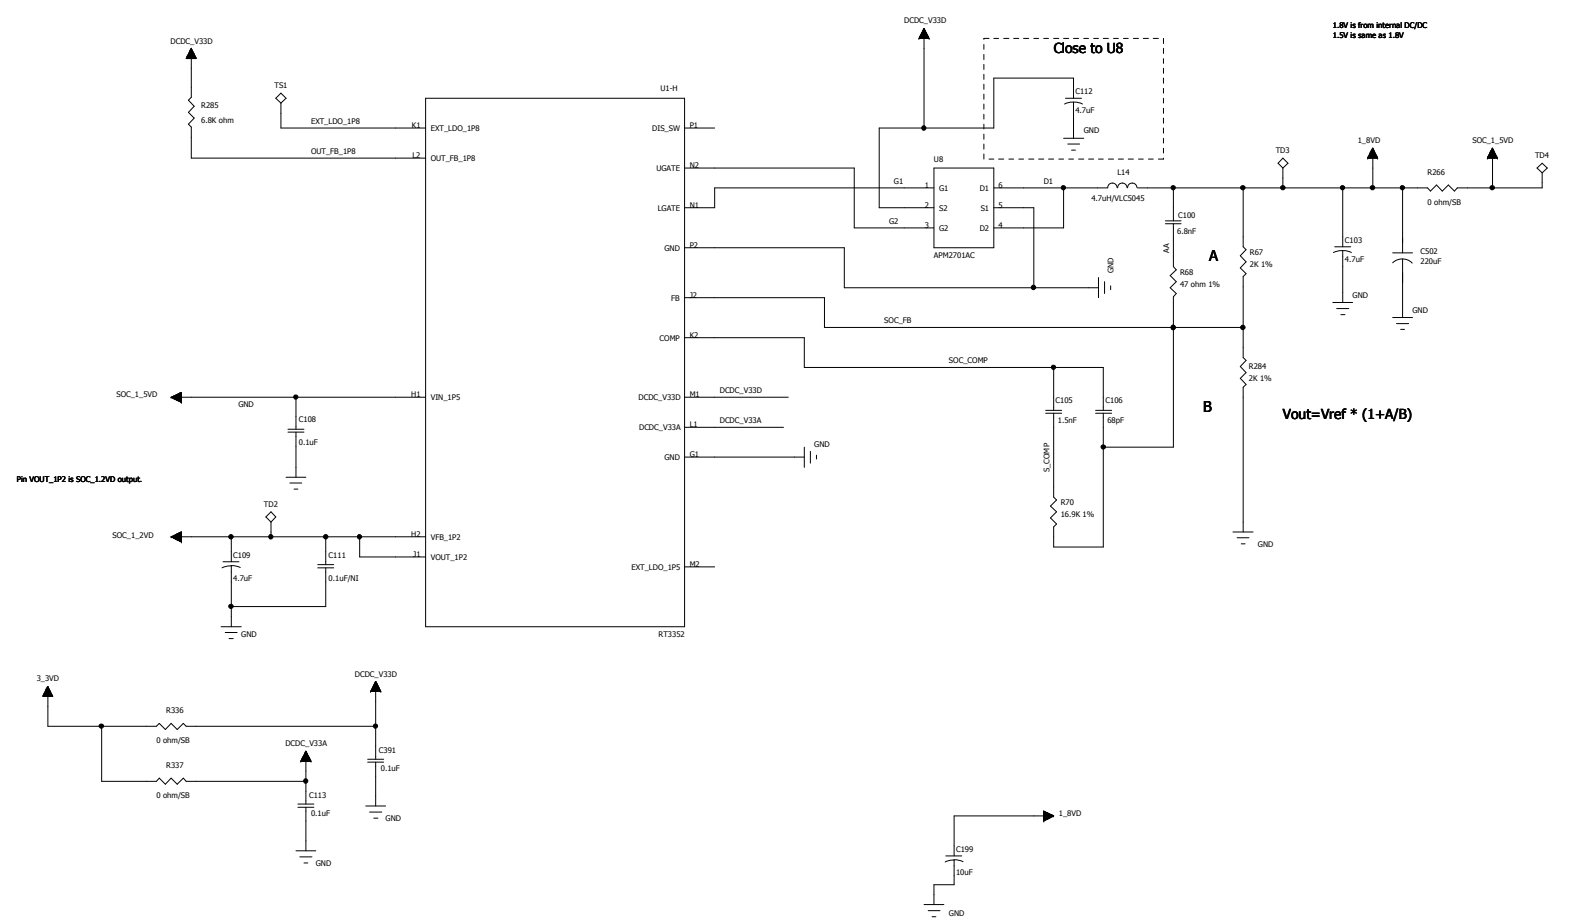 1.8V is from internal DC/DC
1.5V is same as 1.8V
DCDC_V33D
R285
6.8K ohm
TS1
EXT_LDO_1P8
OUT_FB_1P8
K1
L2
U1-H
EXT_LDO_1P8
OUT_FB_1P8
DIS_SW
P1
UGATE
N2
LGATE
N1
GND
P2
FB
J2
COMP
K2
DCDC_V33D
M1
DCDC_V33D
DCDC_V33A
L1
DCDC_V33A
GND
G1
GND
EXT_LDO_1P5
M2
RT3352
DCDC_V33D
Close to U8
C112
4.7uF
GND
U8
G1
G2
1
2
3
G1
S2
G2
D1
S1
D2
6
5
4
APM2701AC
D1
L14
4.7uH/VLC5045
GND
C100
6.8nF
AA
R68
47 ohm 1%
A
R67
2K 1%
SOC_FB
SOC_COMP
R284
2K 1%
B
Vout=Vref * (1+A/B)
GND
C105
1.5nF
C106
68pF
S_COMP
R70
16.9K 1%
TD3
1_8VD
R266
0 ohm/SB
SOC_1_5VD
TD4
C103
4.7uF
GND
C502
220uF
GND
SOC_1_5VD
GND
H1
VIN_1P5
C108
0.1uF
Pin VOUT_1P2 is SOC_1.2VD output.
TD2
SOC_1_2VD
H2
VFB_1P2
J1
VOUT_1P2
C109
4.7uF
C111
0.1uF/NI
GND
3_3VD
R336
0 ohm/SB
R337
0 ohm/SB
DCDC_V33D
DCDC_V33A
C391
0.1uF
GND
C113
0.1uF
GND
1_8VD
C199
10uF
GND